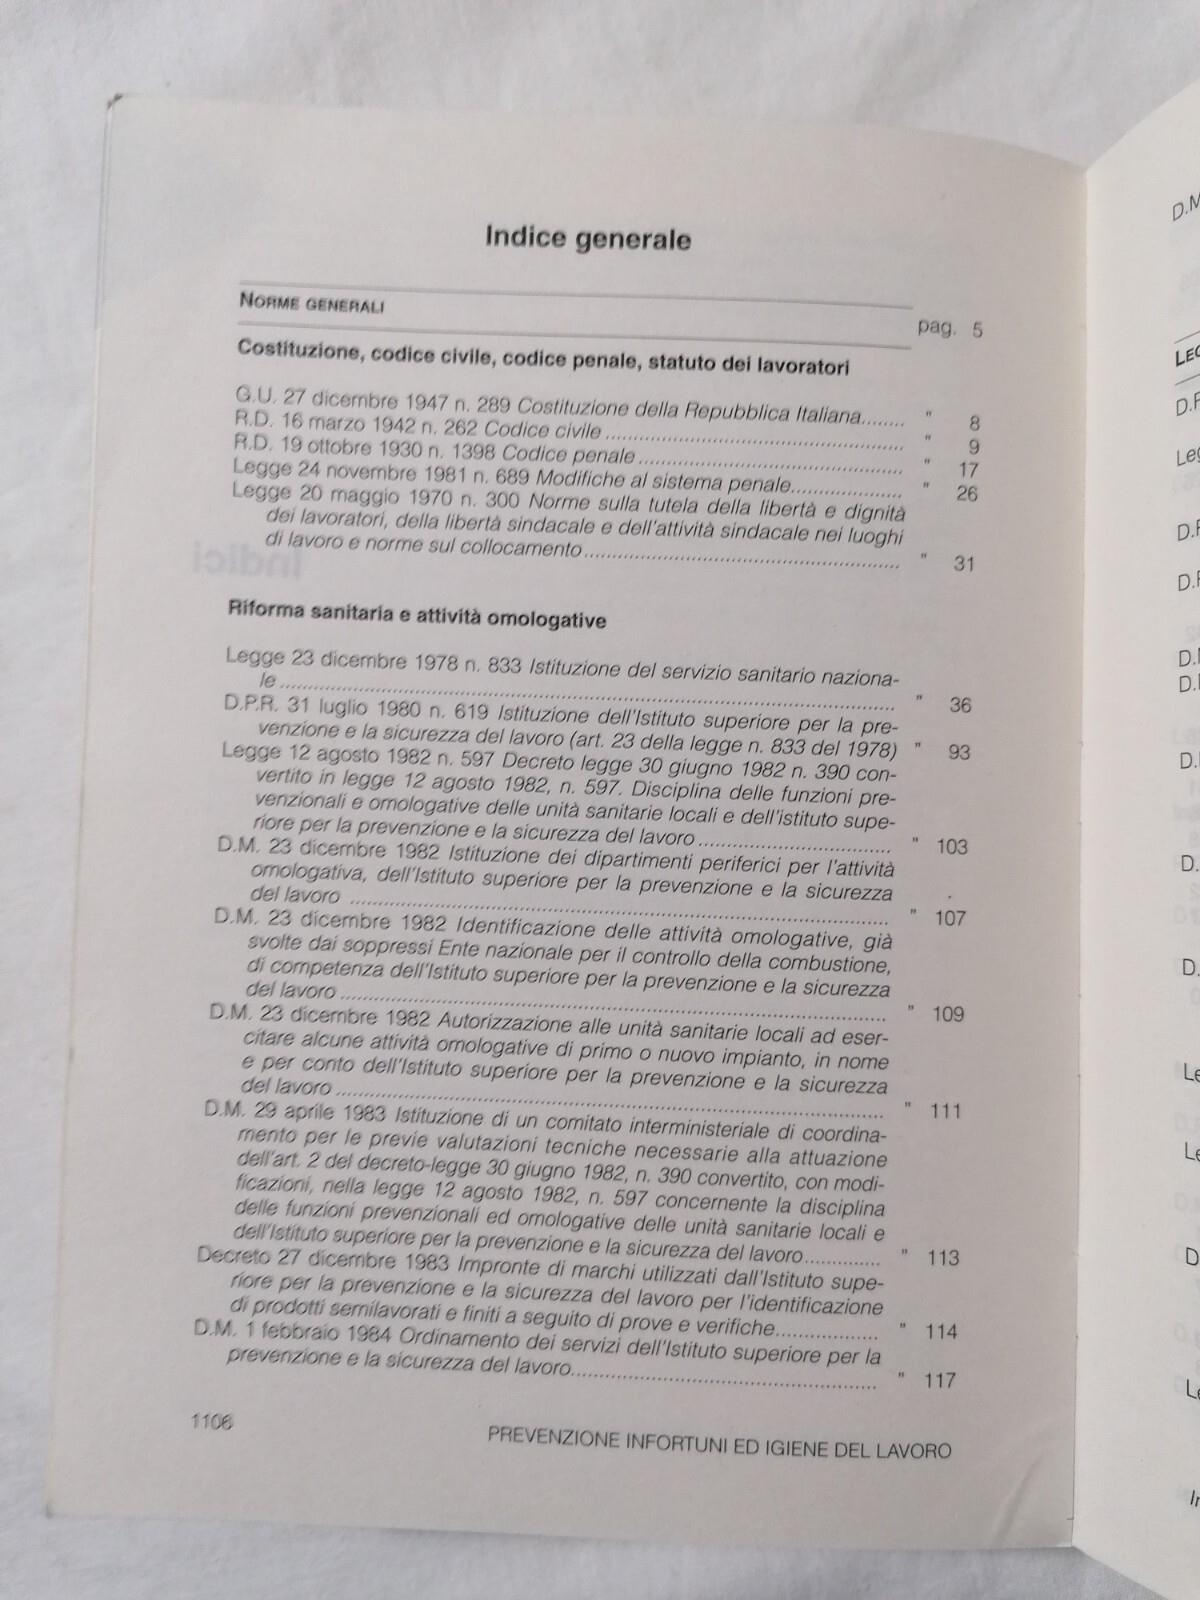 Indice generale
NORME GENERALI
pag. 5
Costituzione, codice civile, codice penale, statuto dei lavoratori
G.U. 27 dicembre 1947 n. 289 Costituzione della Repubblica Italiana........ " 8
R.D. 16 marzo 1942 n. 262 Codice civile ........................................ " 9
R.D. 19 ottobre 1930 n. 1398 Codice penale ........................................ " 17
Legge 24 novembre 1981 n. 689 Modifiche al sistema penale.................... " 26
Legge 20 maggio 1970 n. 300 Norme sulla tutela della libertà e dignità
dei lavoratori, della libertà sindacale e dell'attività sindacale nei luoghi
di lavoro e norme sul collocamento ........................................ " 31
Riforma sanitaria e attività omologative
Legge 23 dicembre 1978 n. 833 Istituzione del servizio sanitario naziona-
le ........................................ " 36
D.P.R. 31 luglio 1980 n. 619 Istituzione dell'Istituto superiore per la pre-
venzione e la sicurezza del lavoro (art. 23 della legge n. 833 del 1978) " 93
Legge 12 agosto 1982 n. 597 Decreto legge 30 giugno 1982 n. 390 con-
vertito in legge 12 agosto 1982, n. 597. Disciplina delle funzioni pre-
venzionali e omologative delle unità sanitarie locali e dell'istituto supe-
riore per la prevenzione e la sicurezza del lavoro ................................ " 103
D.M. 23 dicembre 1982 Istituzione dei dipartimenti periferici per l'attività
omologativa, dell'Istituto superiore per la prevenzione e la sicurezza
del lavoro ........................................ " 107
D.M. 23 dicembre 1982 Identificazione delle attività omologative, già
svolte dai soppressi Ente nazionale per il controllo della combustione,
di competenza dell'Istituto superiore per la prevenzione e la sicurezza
del lavoro ........................................ " 109
D.M. 23 dicembre 1982 Autorizzazione alle unità sanitarie locali ad eser-
citare alcune attività omologative di primo o nuovo impianto, in nome
e per conto dell'Istituto superiore per la prevenzione e la sicurezza
del lavoro ........................................ " 111
D.M. 29 aprile 1983 Istituzione di un comitato interministeriale di coordina-
mento per le previe valutazioni tecniche necessarie alla attuazione
dell'art. 2 del decreto-legge 30 giugno 1982, n. 390 convertito, con modi-
ficazioni, nella legge 12 agosto 1982, n. 597 concernente la disciplina
delle funzioni prevenzionali ed omologative delle unità sanitarie locali e
dell'Istituto superiore per la prevenzione e la sicurezza del lavoro............. " 113
Decreto 27 dicembre 1983 Impronte di marchi utilizzati dall'Istituto supe-
riore per la prevenzione e la sicurezza del lavoro per l'identificazione
di prodotti semilavorati e finiti a seguito di prove e verifiche................. " 114
D.M. 1 febbraio 1984 Ordinamento dei servizi dell'Istituto superiore per la
prevenzione e la sicurezza del lavoro........................................ " 117
1106
PREVENZIONE INFORTUNI ED IGIENE DEL LAVORO